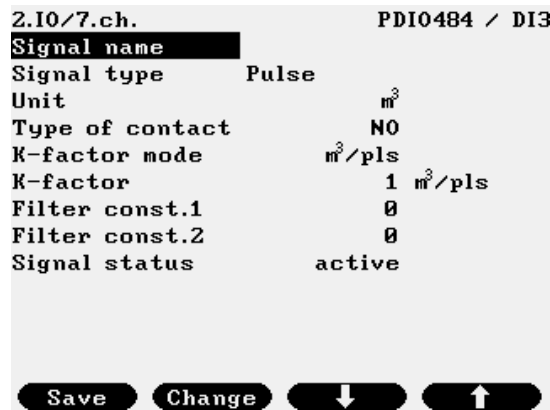 2.IO/7.ch. PDIO484 / DI3
Signal name
Signal type Pulse
Unit m³
Type of contact NO
K-factor mode m³/pls
K-factor 1 m³/pls
Filter const.1 0
Filter const.2 0
Signal status active
Save Change ↓ ↑